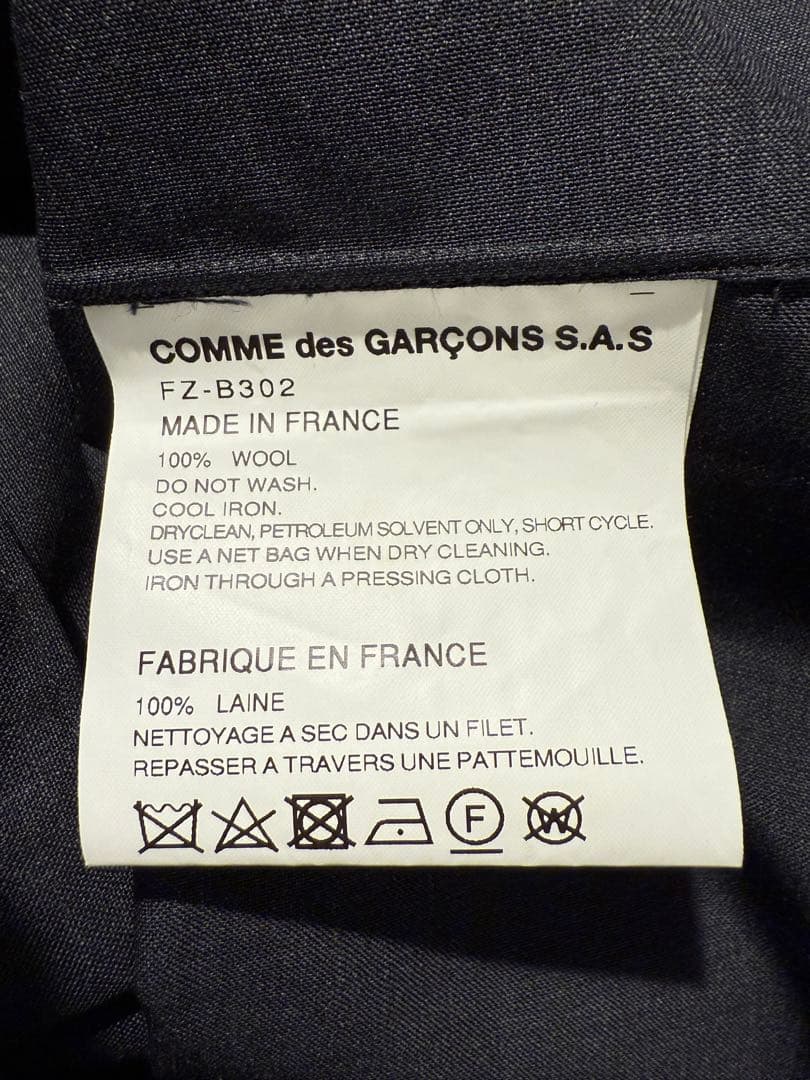 COMME des GARÇONS S.A.S
FZ-B302
MADE IN FRANCE
100% WOOL
DO NOT WASH.
COOL IRON.
DRYCLEAN, PETROLEUM SOLVENT ONLY, SHORT CYCLE.
USE A NET BAG WHEN DRY CLEANING.
IRON THROUGH A PRESSING CLOTH.
FABRIQUE EN FRANCE
100% LAINE
NETTOYAGE A SEC DANS UN FILET.
REPASSER A TRAVERS UNE PATTEMOUILLE.
F W